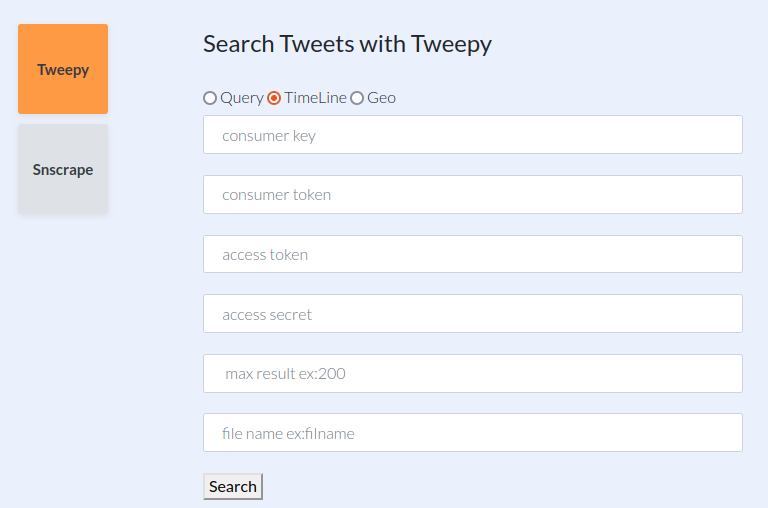 Tweepy
Snscrape
Search Tweets with Tweepy
Query TimeLine Geo
consumer key
consumer token
access token
access secret
max result ex:200
file name ex:filname
Search